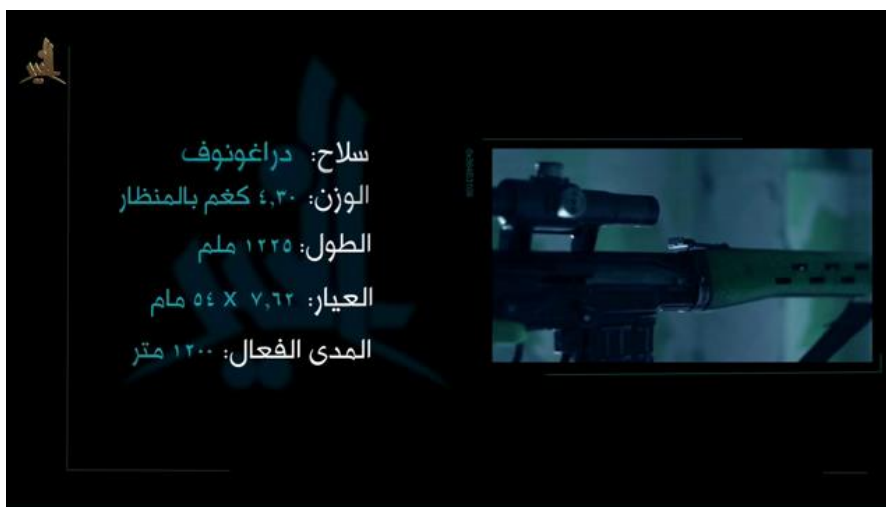 سلاح: دراغونوف
الوزن: ٤,٣٠ كغم بالمنظار
الطول: ١٢٢٥ ملم
العيار: ٧,٦٢ X ٥٤ مام
المدى الفعال: ١٢٠٠ متر